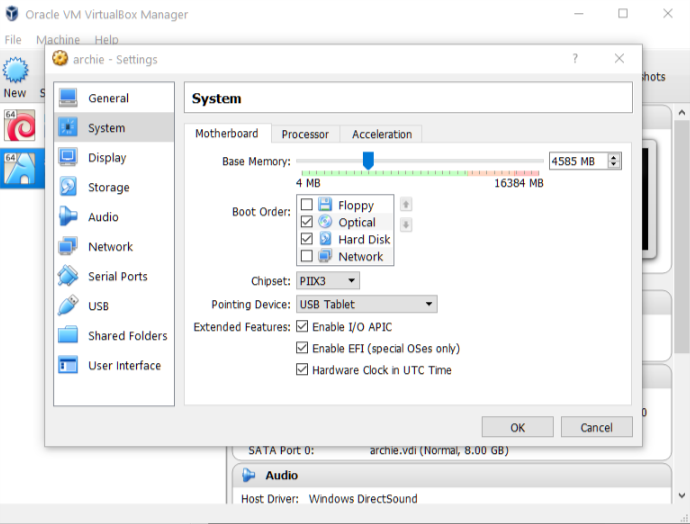 Oracle VM VirtualBox Manager
File Machine Help
archie - Settings
?
New
hots
64
64
General
System
Display
Storage
Audio
Network
Serial Ports
USB
Shared Folders
User Interface
System
Motherboard Processor Acceleration
Base Memory: 4585 MB
4 MB 16384 MB
Boot Order: Floppy
Optical
Hard Disk
Network
Chipset: PIIX3
Pointing Device: USB Tablet
Extended Features: Enable I/O APIC
Enable EFI (special OSes only)
Hardware Clock in UTC Time
OK Cancel
SATA Port 0: archie.vdi (Normal, 8.00 GB)
Audio
Host Driver: Windows DirectSound